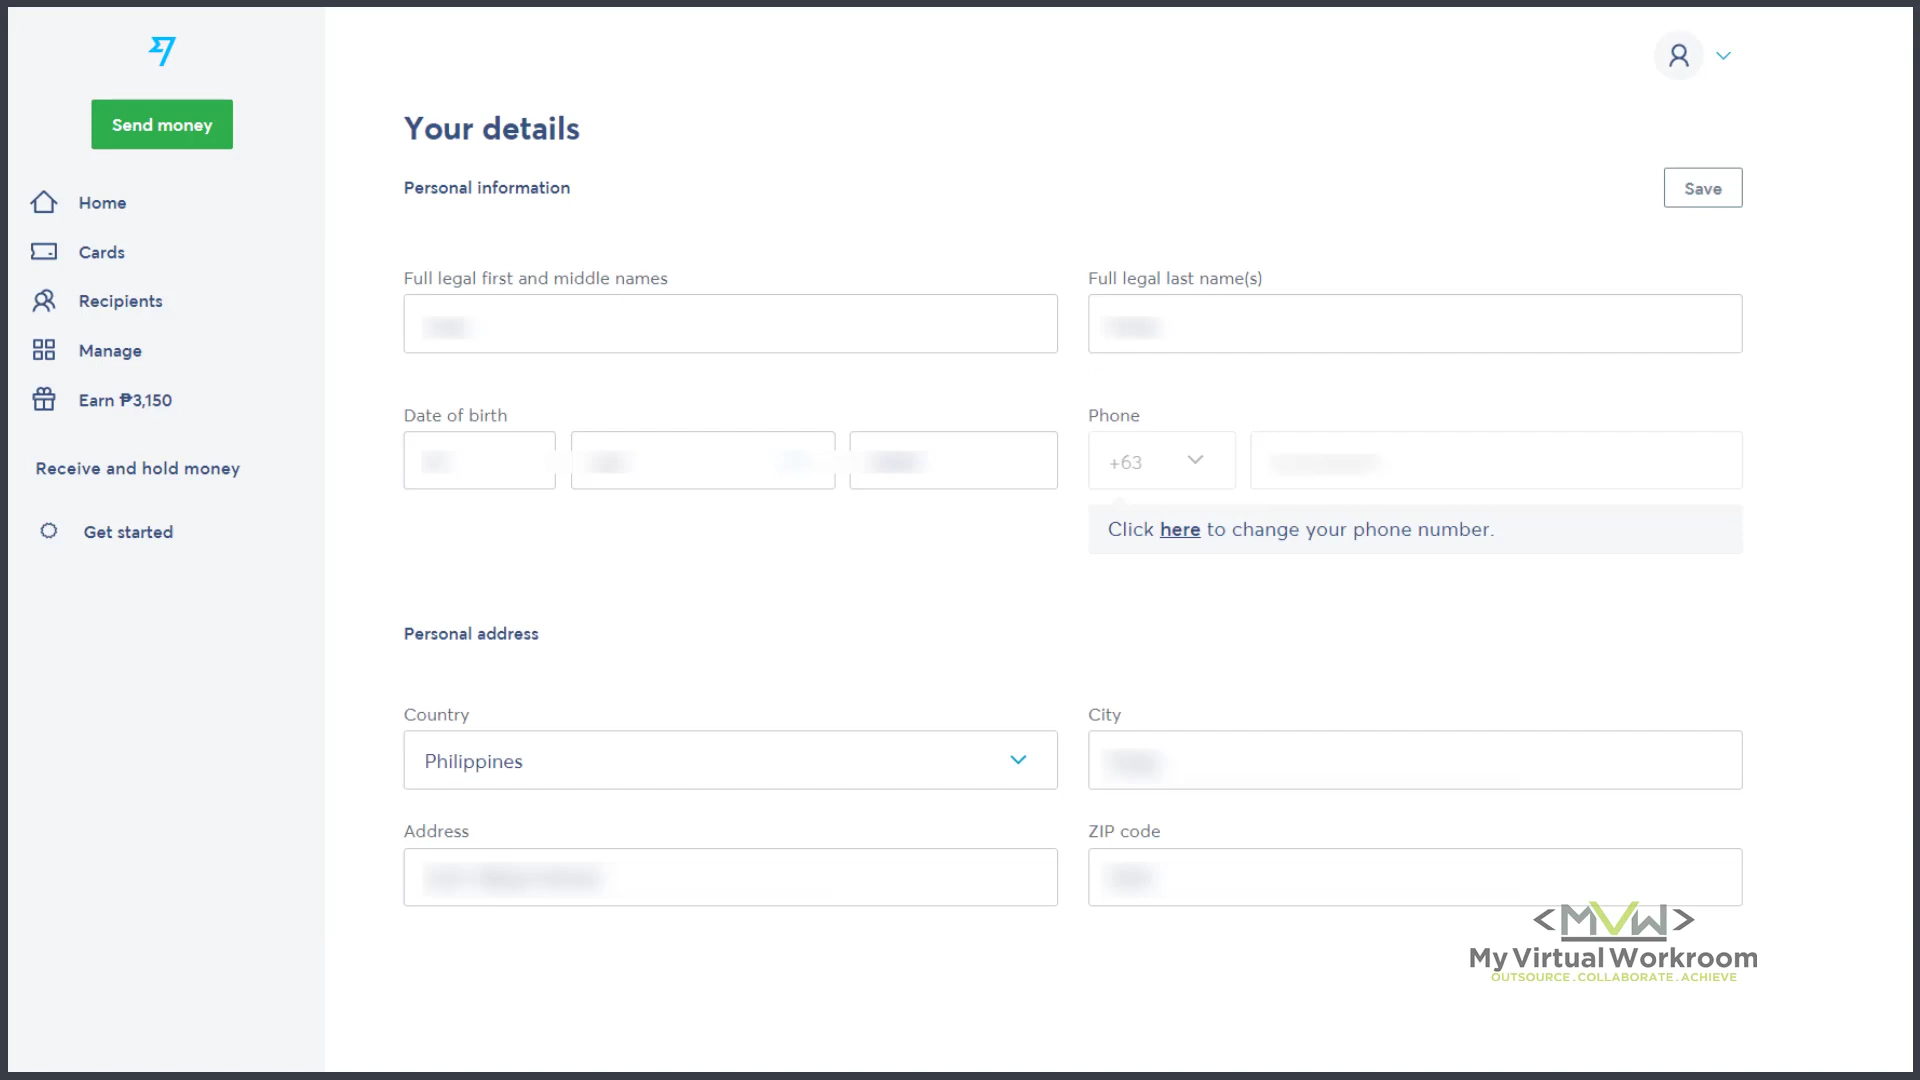 Send money
Home
Cards
Recipients
Manage
Earn ₱3,150
Receive and hold money
Get started
Your details
Personal information
Save
Full legal first and middle names
Full legal last name(s)
Date of birth
Phone
+63
Click here to change your phone number.
Personal address
Country
City
Philippines
Address
ZIP code
<MVW>
My Virtual Workroom
OUTSOURCE.COLLABORATE.ACHIEVE